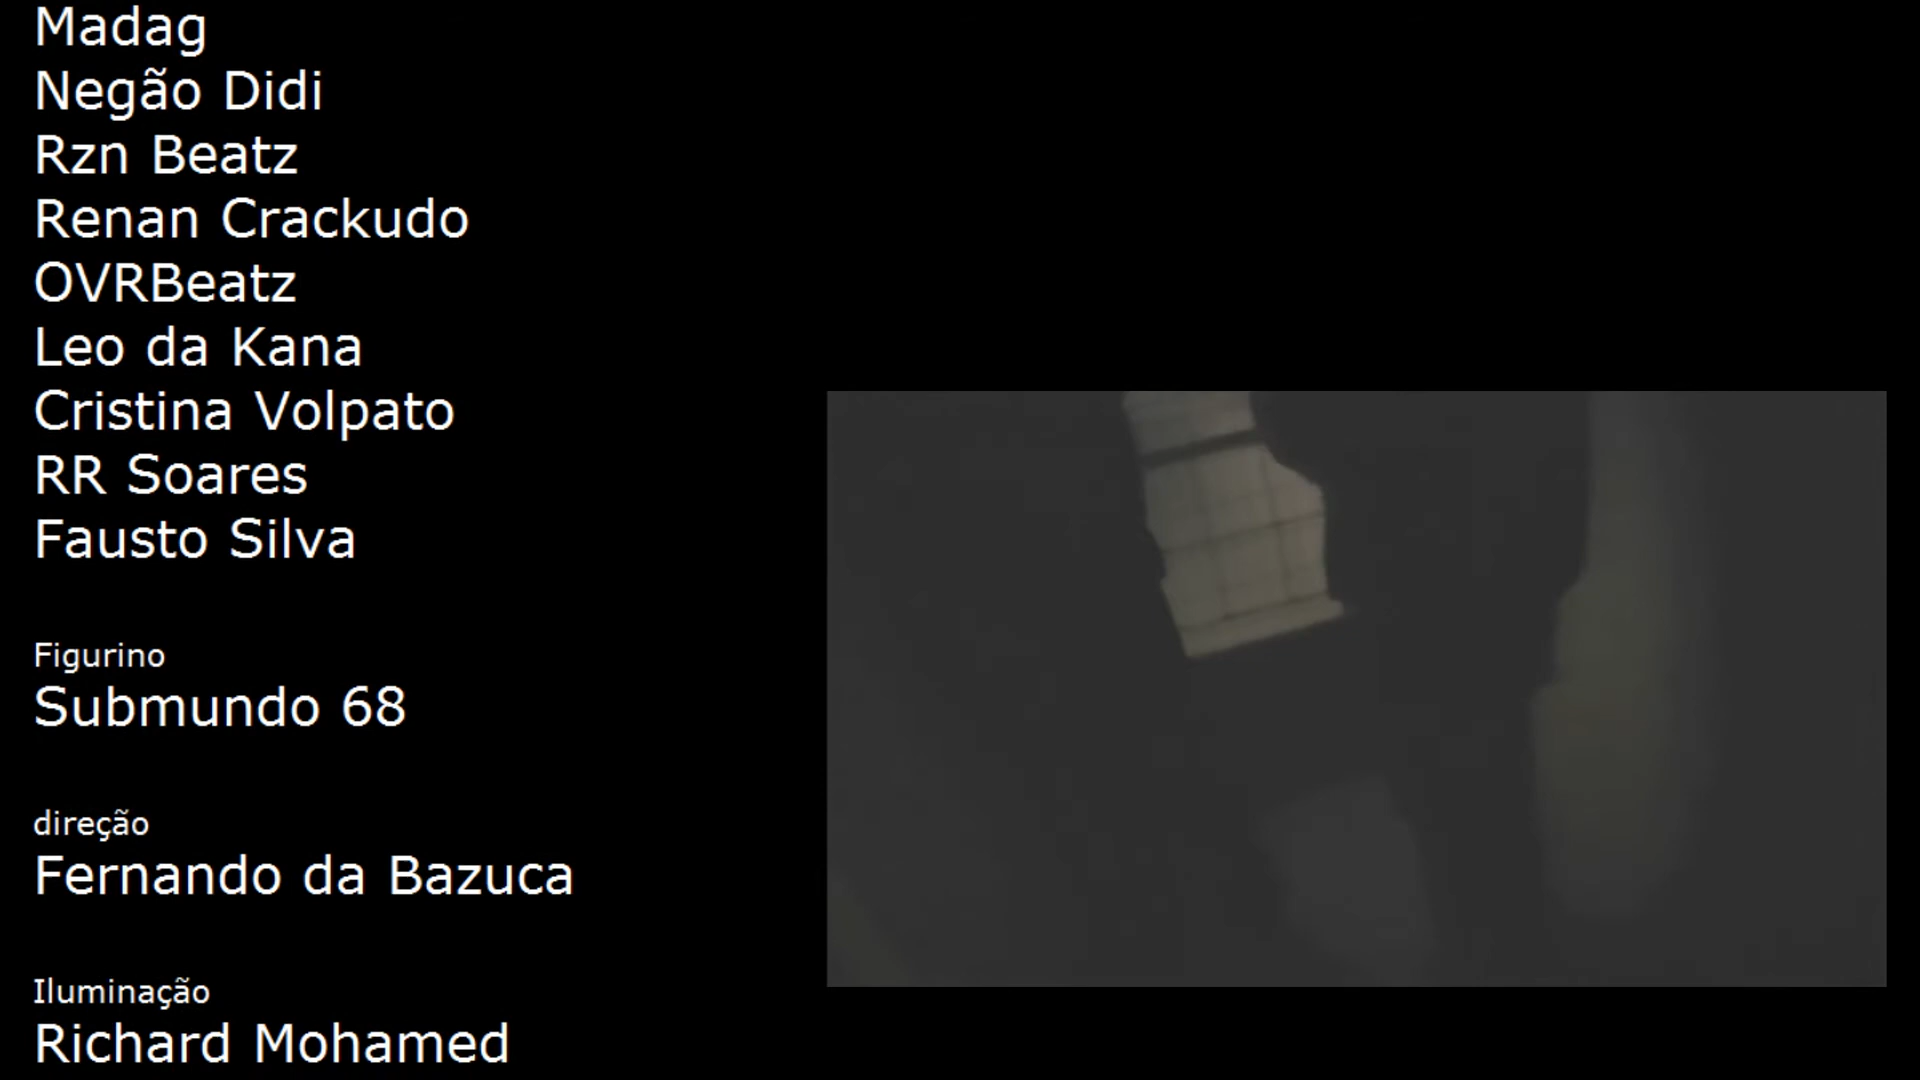 Madag
Negão Didi
Rzn Beatz
Renan Crackudo
OVRBeatz
Leo da Kana
Cristina Volpato
RR Soares
Fausto Silva
Figurino
Submundo 68
direção
Fernando da Bazuca
Iluminação
Richard Mohamed